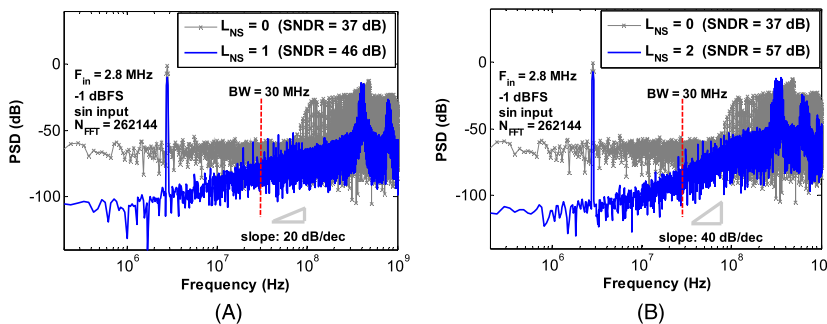 L_NS = 0 (SNDR = 37 dB)
L_NS = 1 (SNDR = 46 dB)
F_in = 2.8 MHz
-1 dBFS
sin input
N_FFT = 262144
BW = 30 MHz
slope: 20 dB/dec
PSD (dB)
0
-50
-100
10^6
10^7
10^8
10^9
Frequency (Hz)
(A)
L_NS = 0 (SNDR = 37 dB)
L_NS = 2 (SNDR = 57 dB)
F_in = 2.8 MHz
-1 dBFS
sin input
N_FFT = 262144
BW = 30 MHz
slope: 40 dB/dec
PSD (dB)
0
-50
-100
10^6
10^7
10^8
10
Frequency (Hz)
(B)